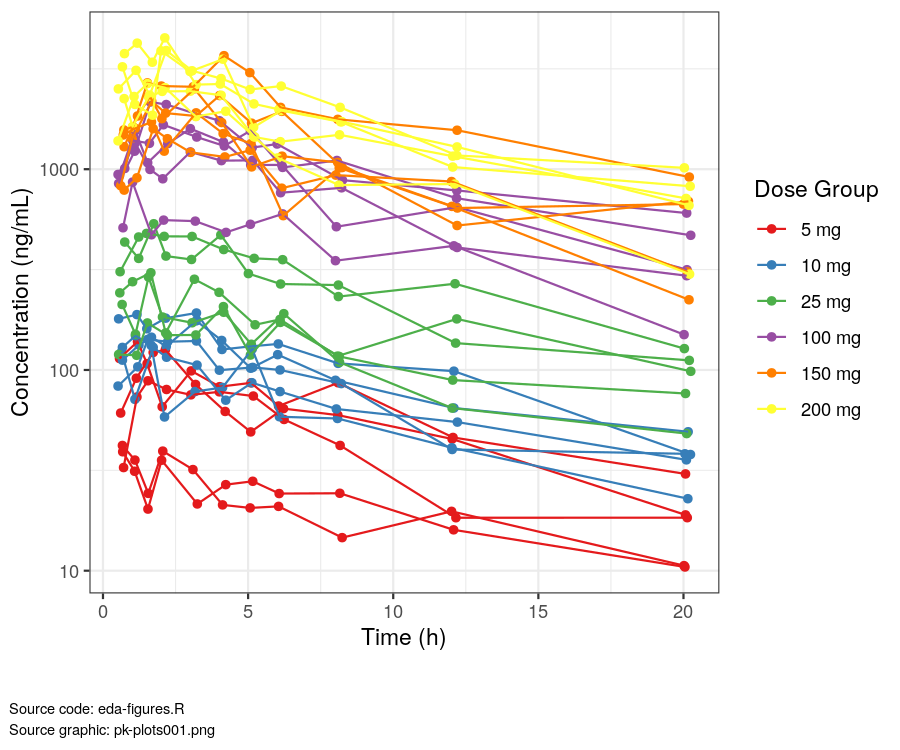 Concentration (ng/mL)
1000
100
10
0
5
10
15
20
Time (h)
Dose Group
5 mg
10 mg
25 mg
100 mg
150 mg
200 mg
Source code: eda-figures.R
Source graphic: pk-plots001.png